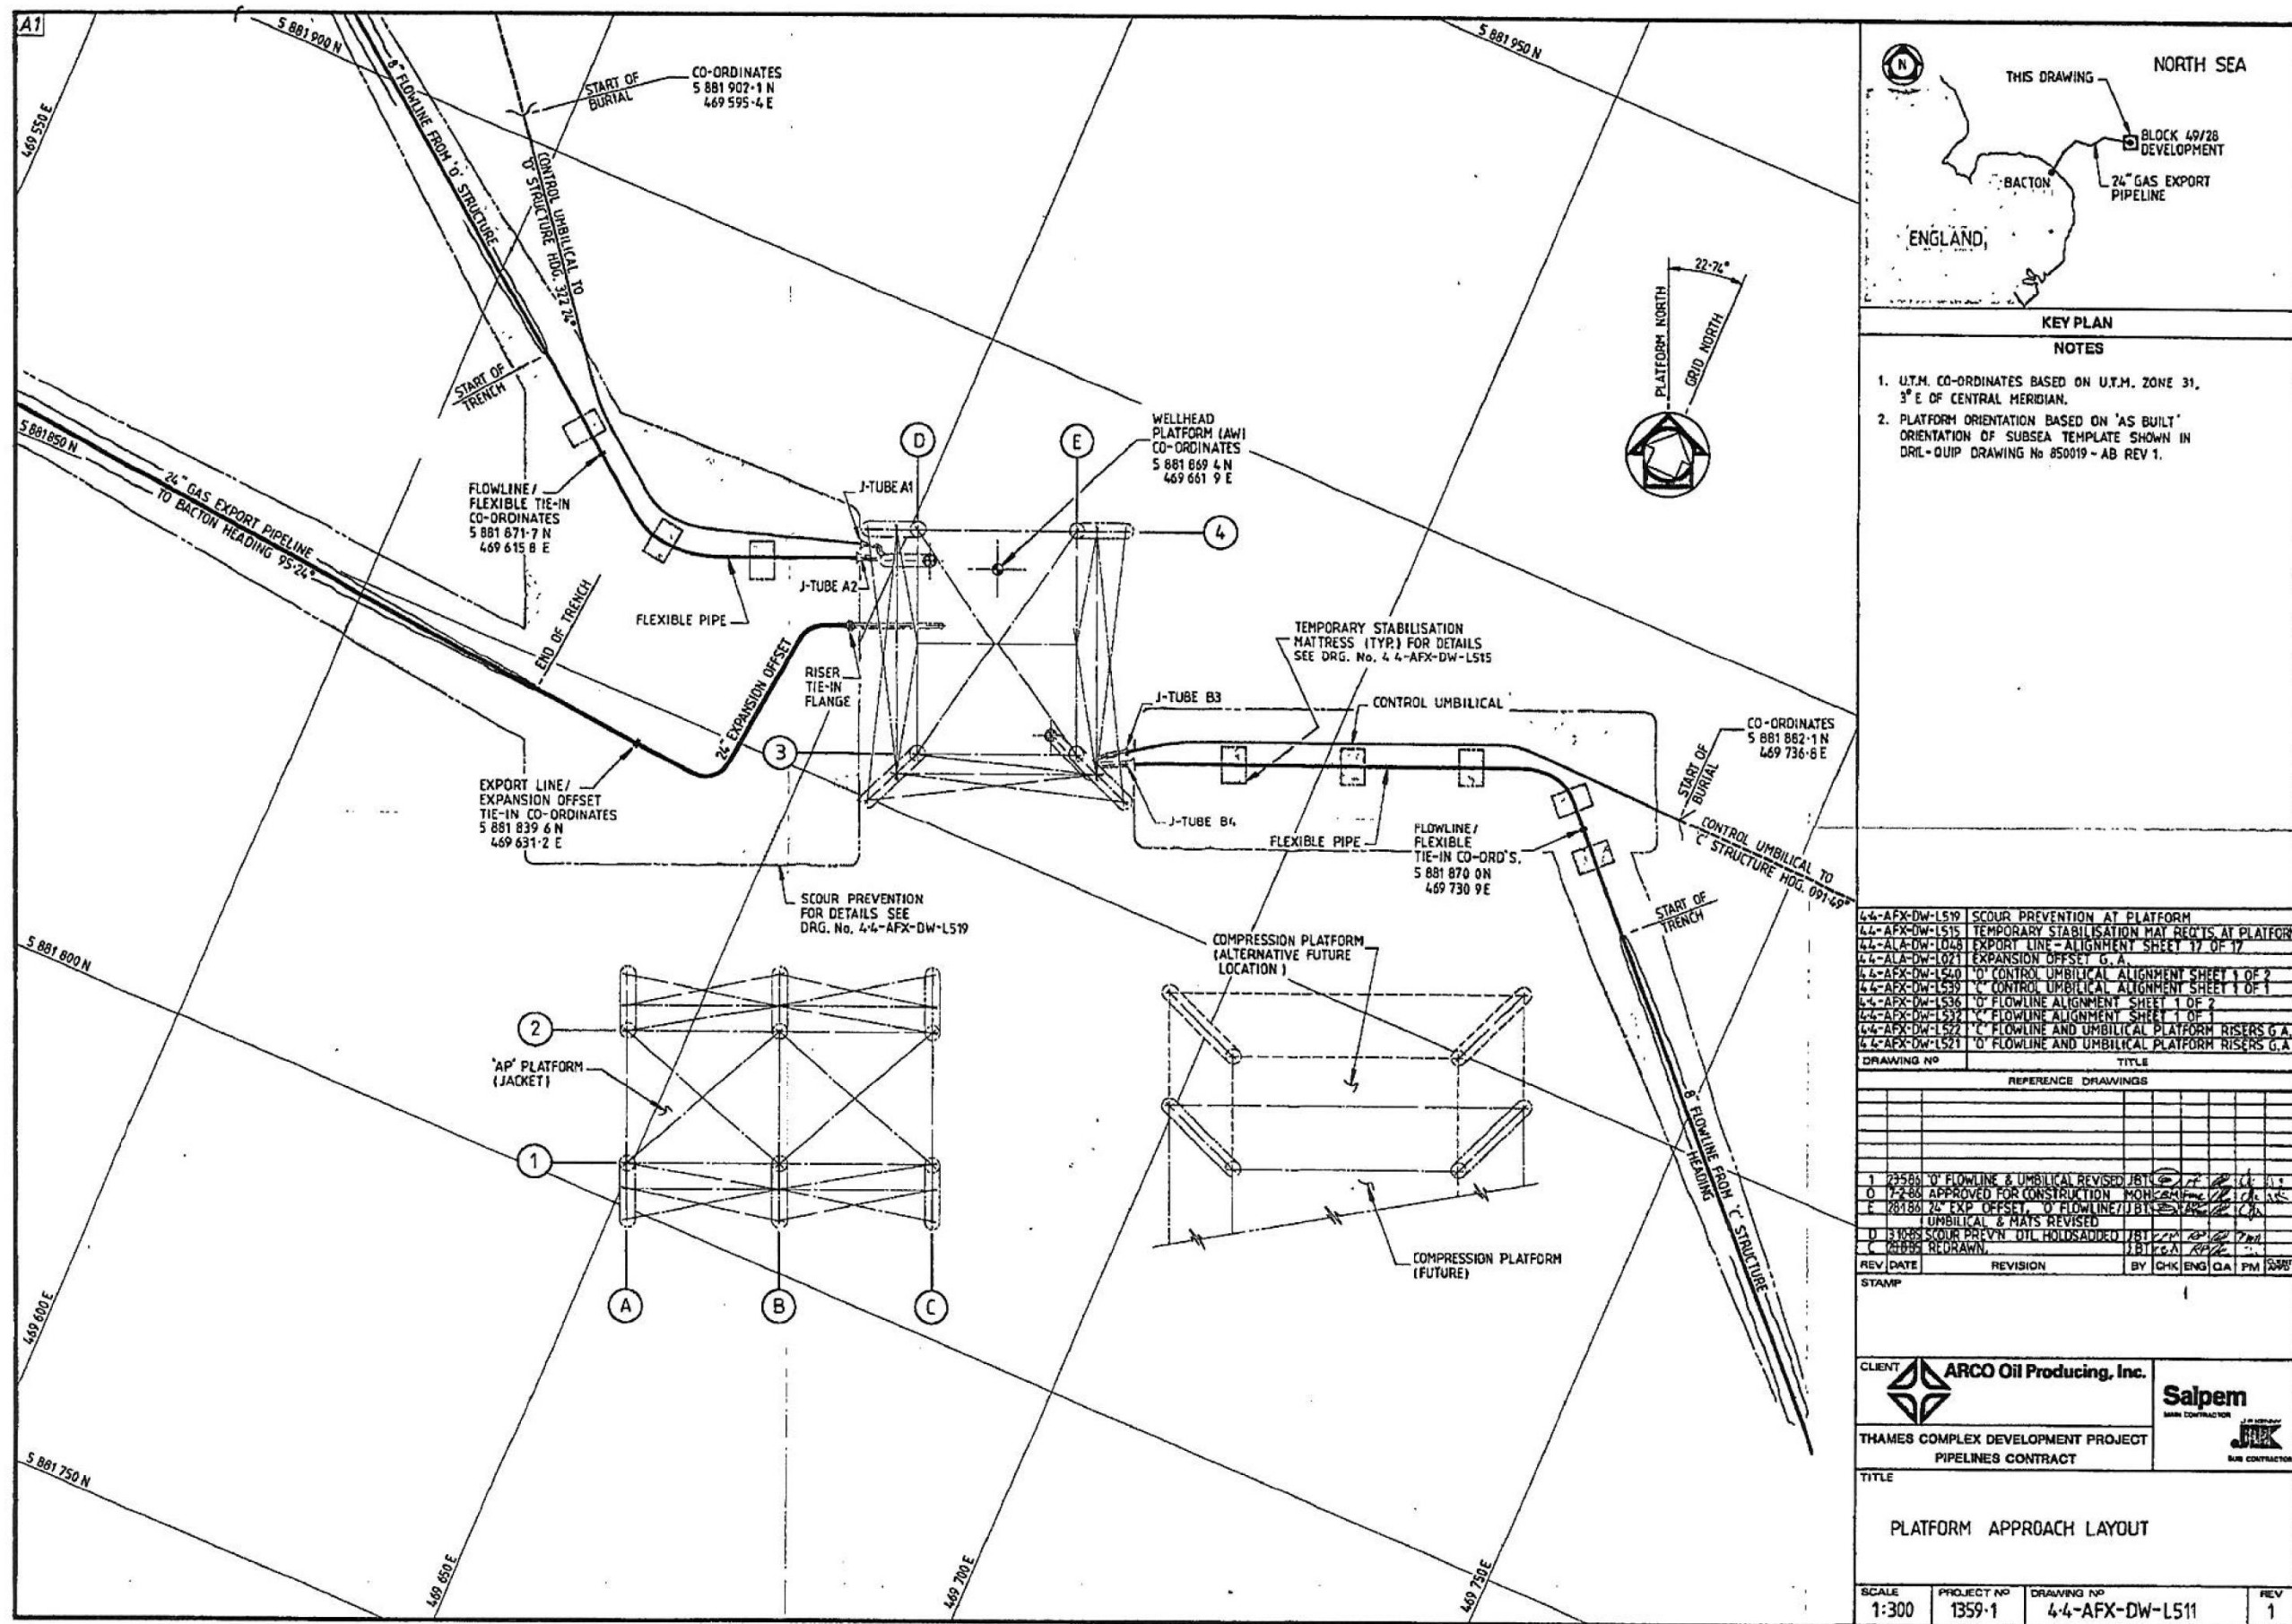 A1
5 881 900 N
5 881 950 N
469 550 E
8" FLOWLINE FROM 'D' STRUCTURE
START OF
BURIAL
CO-ORDINATES
5 881 902·1 N
469 595·4 E
CONTROL UMBILICAL TO
'D' STRUCTURE HDG. 322 24°
START OF
TRENCH
5 881 850 N
24" GAS EXPORT PIPELINE
TO BACTON HEADING 95·24°
FLOWLINE/
FLEXIBLE TIE-IN
CO-ORDINATES
5 881 871·7 N
469 615 8 E
END OF TRENCH
FLEXIBLE PIPE
J-TUBE A1
J-TUBE A2
D
E
4
3
WELLHEAD
PLATFORM (AW)
CO-ORDINATES
5 881 869 4 N
469 661 9 E
22·74°
PLATFORM NORTH
GRID NORTH
24" EXPANSION OFFSET
RISER
TIE-IN
FLANGE
EXPORT LINE/
EXPANSION OFFSET
TIE-IN CO-ORDINATES
5 881 839 6 N
469 631·2 E
SCOUR PREVENTION
FOR DETAILS SEE
DRG. No. 4·4-AFX-DW-L519
TEMPORARY STABILISATION
MATTRESS (TYP.) FOR DETAILS
SEE DRG. No. 4 4-AFX-DW-L515
J-TUBE B3
CONTROL UMBILICAL
J-TUBE B4
FLEXIBLE PIPE
FLOWLINE/
FLEXIBLE
TIE-IN CO-ORD'S.
5 881 870 0N
469 730 9E
CO-ORDINATES
5 881 882·1 N
469 736·8 E
START OF
BURIAL
CONTROL UMBILICAL TO
'C' STRUCTURE HDG. 091·49°
START OF
TRENCH
8" FLOWLINE FROM 'C' STRUCTURE
HEADING
5 881 800 N
2
'AP' PLATFORM
(JACKET)
1
A
B
C
COMPRESSION PLATFORM
(ALTERNATIVE FUTURE
LOCATION)
COMPRESSION PLATFORM
(FUTURE)
469 600 E
5 881 750 N
469 650 E
469 700 E
469 750 E
N
NORTH SEA
THIS DRAWING
BLOCK 49/28
DEVELOPMENT
BACTON
24" GAS EXPORT
PIPELINE
ENGLAND
KEY PLAN
NOTES
1. U.T.M. CO-ORDINATES BASED ON U.T.M. ZONE 31,
3° E OF CENTRAL MERIDIAN.
2. PLATFORM ORIENTATION BASED ON 'AS BUILT'
ORIENTATION OF SUBSEA TEMPLATE SHOWN IN
DRIL-QUIP DRAWING No 850019 - AB REV 1.
4·4-AFX-DW-L519 SCOUR PREVENTION AT PLATFORM
4·4-AFX-DW-L515 TEMPORARY STABILISATION MAT REQ'TS. AT PLATFORM
4·4-ALA-DW-L048 EXPORT LINE-ALIGNMENT SHEET 17 OF 17
4·4-ALA-DW-L021 EXPANSION OFFSET G. A.
4·4-AFX-DW-L540 'D' CONTROL UMBILICAL ALIGNMENT SHEET 1 OF 2
4·4-AFX-DW-L539 'C' CONTROL UMBILICAL ALIGNMENT SHEET 1 OF 1
4·4-AFX-DW-L536 'D' FLOWLINE ALIGNMENT SHEET 1 OF 2
4·4-AFX-DW-L532 'C' FLOWLINE ALIGNMENT SHEET 1 OF 1
4·4-AFX-DW-L522 'C' FLOWLINE AND UMBILICAL PLATFORM RISERS G.A.
4·4-AFX-DW-L521 'D' FLOWLINE AND UMBILICAL PLATFORM RISERS G.A
DRAWING Nº TITLE
REFERENCE DRAWINGS
1 'D' FLOWLINE & UMBILICAL REVISED JBT
0 7·2·86 APPROVED FOR CONSTRUCTION MOH
E 28·1·86 24" EXP OFFSET, 'D' FLOWLINE/ JBT
UMBILICAL & MATS REVISED
D 3·10·85 SCOUR PREV'N DTL HOLDS ADDED JBT
C REDRAWN. JBT
REV DATE REVISION BY CHK ENG QA PM
STAMP
CLIENT
ARCO Oil Producing, Inc.
Saipem
MAIN CONTRACTOR
SUB CONTRACTOR
THAMES COMPLEX DEVELOPMENT PROJECT
PIPELINES CONTRACT
TITLE
PLATFORM APPROACH LAYOUT
SCALE PROJECT Nº DRAWING Nº REV
1:300 1359·1 4·4-AFX-DW-L511 1